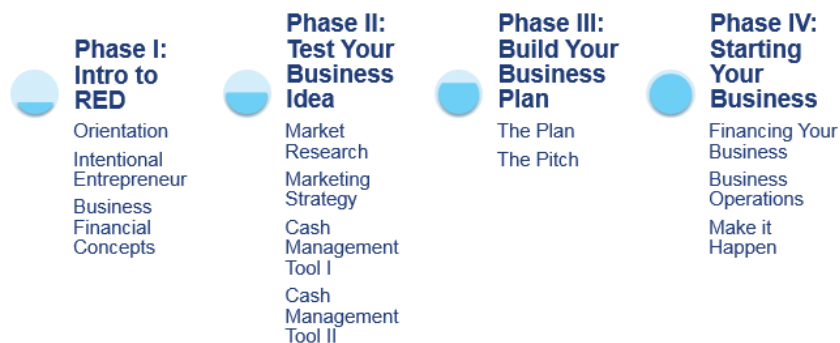 Phase I:
Intro to
RED
Orientation
Intentional
Entrepreneur
Business
Financial
Concepts
Phase II:
Test Your
Business
Idea
Market
Research
Marketing
Strategy
Cash
Management
Tool I
Cash
Management
Tool II
Phase III:
Build Your
Business
Plan
The Plan
The Pitch
Phase IV:
Starting
Your
Business
Financing Your
Business
Business
Operations
Make it
Happen